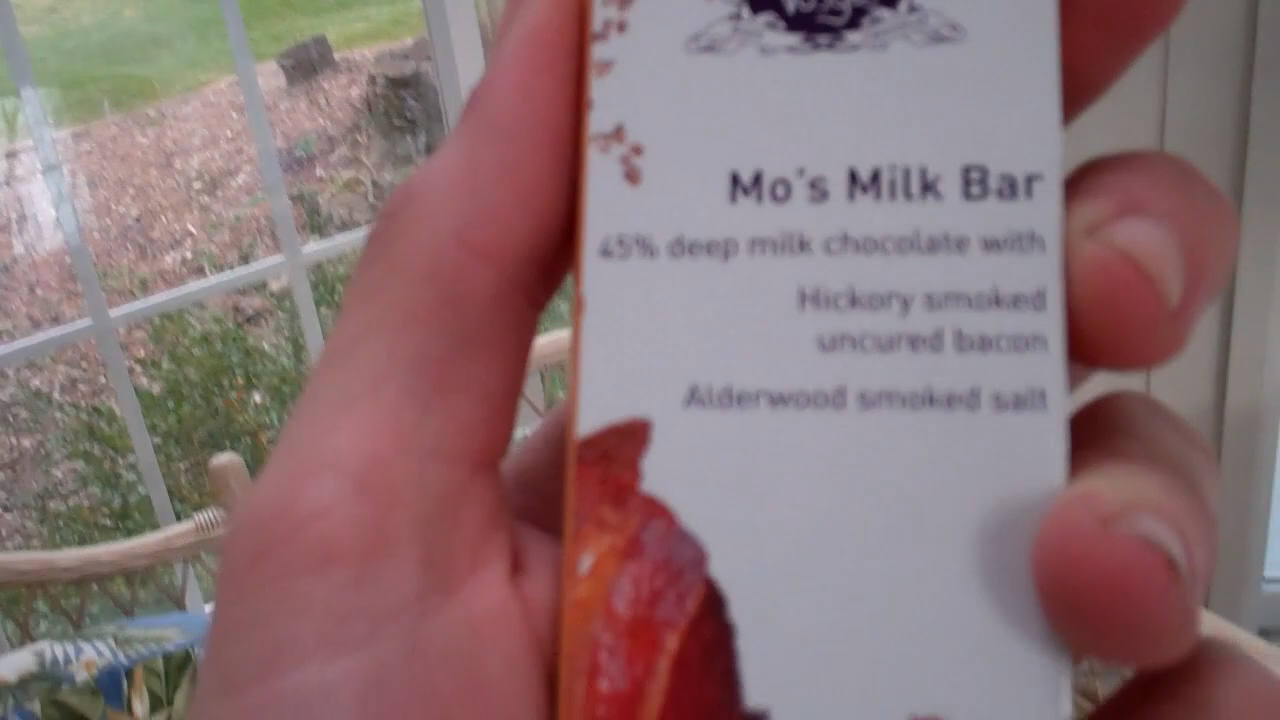 Mo's Milk Bar
45% deep milk chocolate with
Hickory smoked
uncured bacon
Alderwood smoked salt